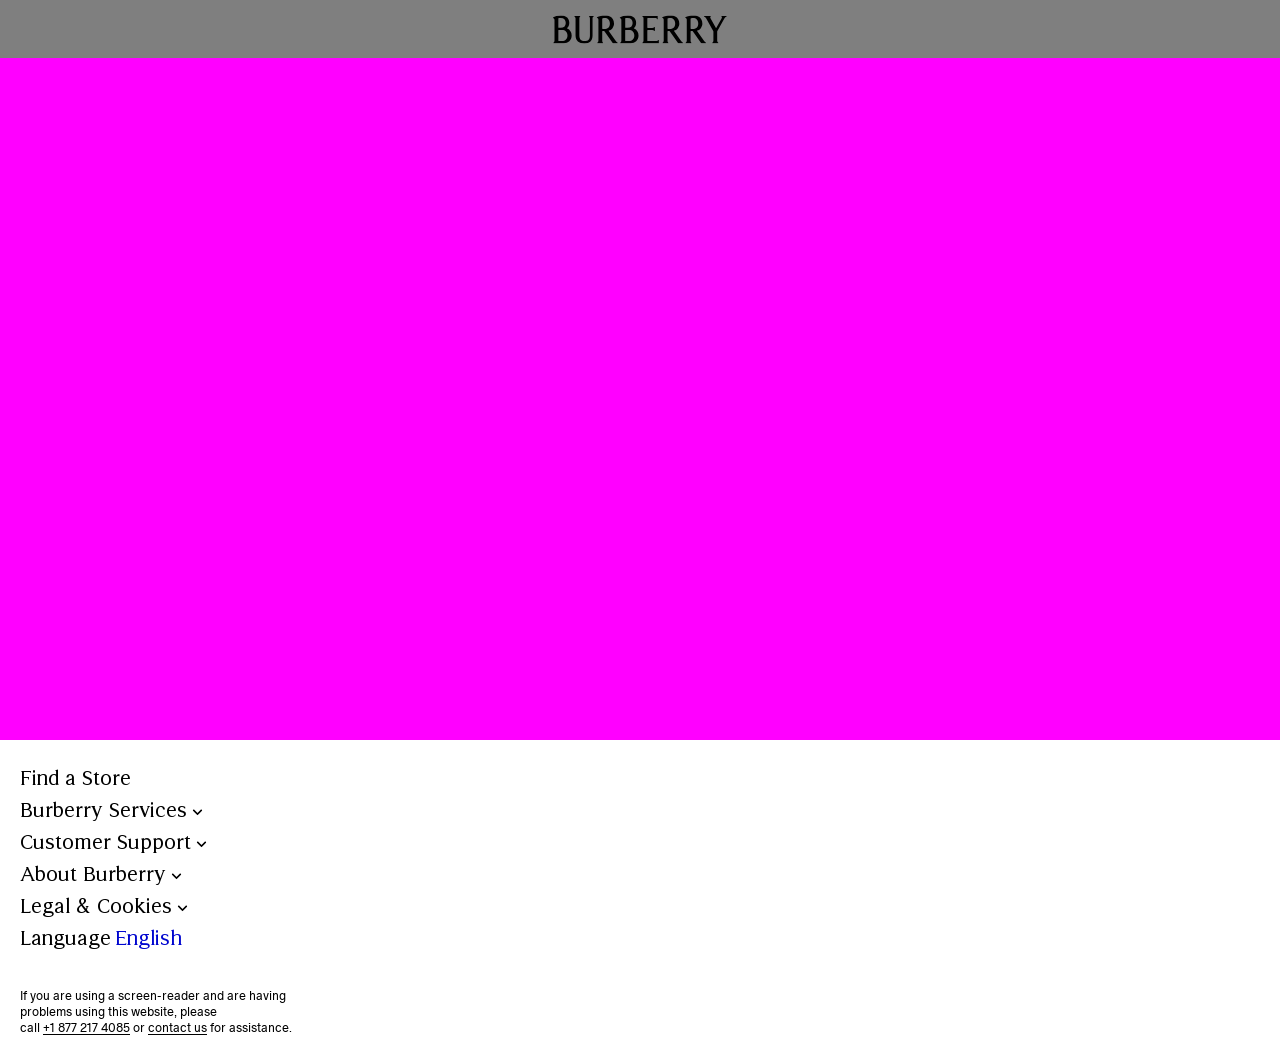 BURBERRY
Find a Store
Burberry Services
Customer Support
About Burberry
Legal & Cookies
Language English
If you are using a screen-reader and are having
problems using this website, please
call +1 877 217 4085 or contact us for assistance.